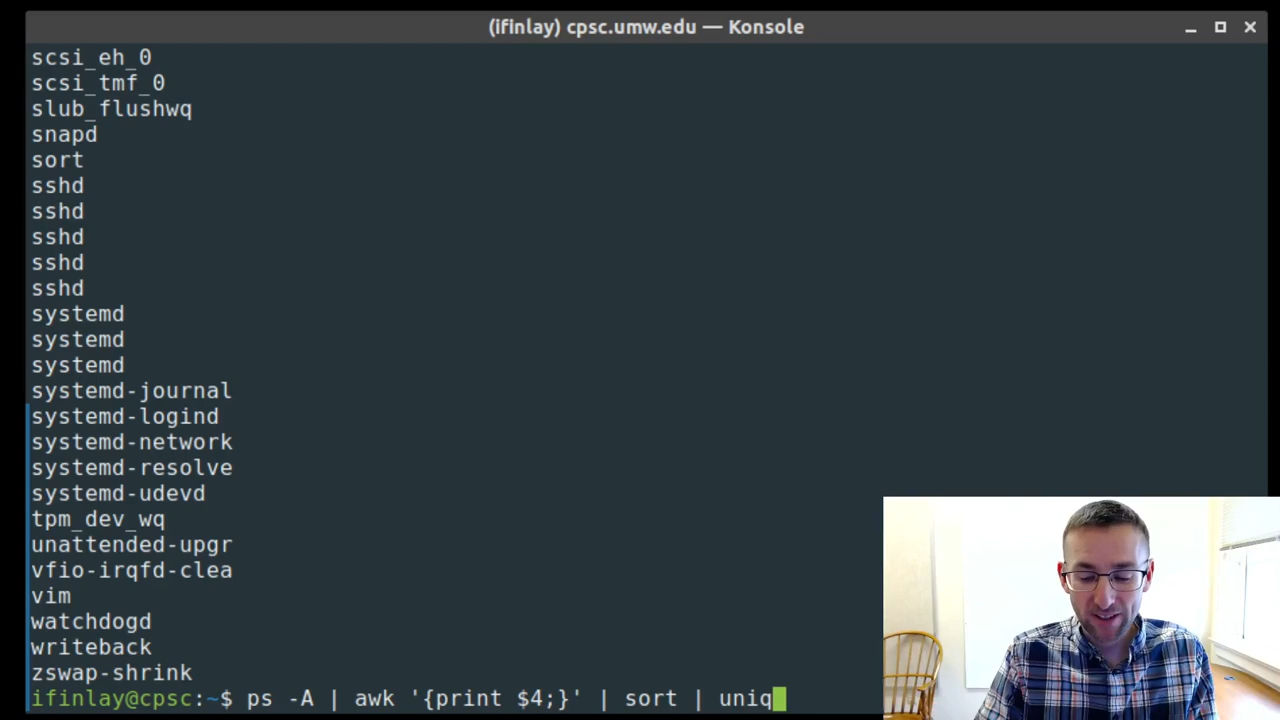 (ifinlay) cpsc.umw.edu — Konsole
scsi_eh_0
scsi_tmf_0
slub_flushwq
snapd
sort
sshd
sshd
sshd
sshd
sshd
systemd
systemd
systemd
systemd-journal
systemd-logind
systemd-network
systemd-resolve
systemd-udevd
tpm_dev_wq
unattended-upgr
vfio-irqfd-clea
vim
watchdogd
writeback
zswap-shrink
ifinlay@cpsc:~$ ps -A | awk '{print $4;}' | sort | uniq